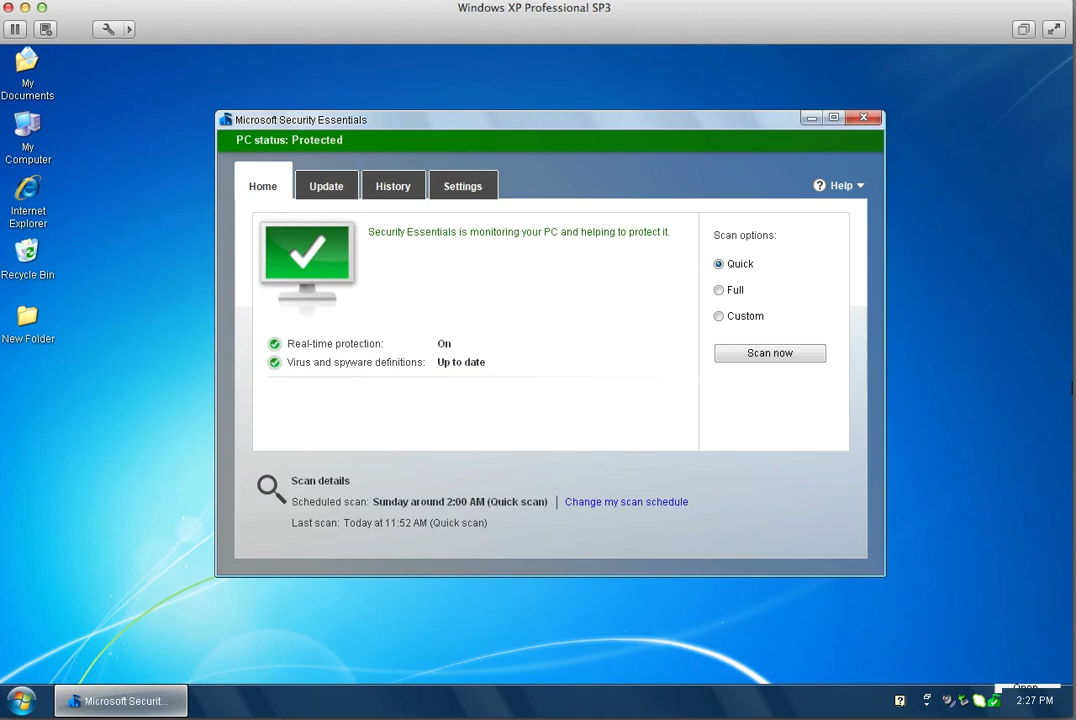 Windows XP Professional SP3
My
Documents
My
Computer
Internet
Explorer
Recycle Bin
New Folder
Microsoft Security Essentials
PC status: Protected
Home
Update
History
Settings
Help
Security Essentials is monitoring your PC and helping to protect it.
Real-time protection: On
Virus and spyware definitions: Up to date
Scan options:
Quick
Full
Custom
Scan now
Scan details
Scheduled scan: Sunday around 2:00 AM (Quick scan) | Change my scan schedule
Last scan: Today at 11:52 AM (Quick scan)
Microsoft Securit...
2:27 PM